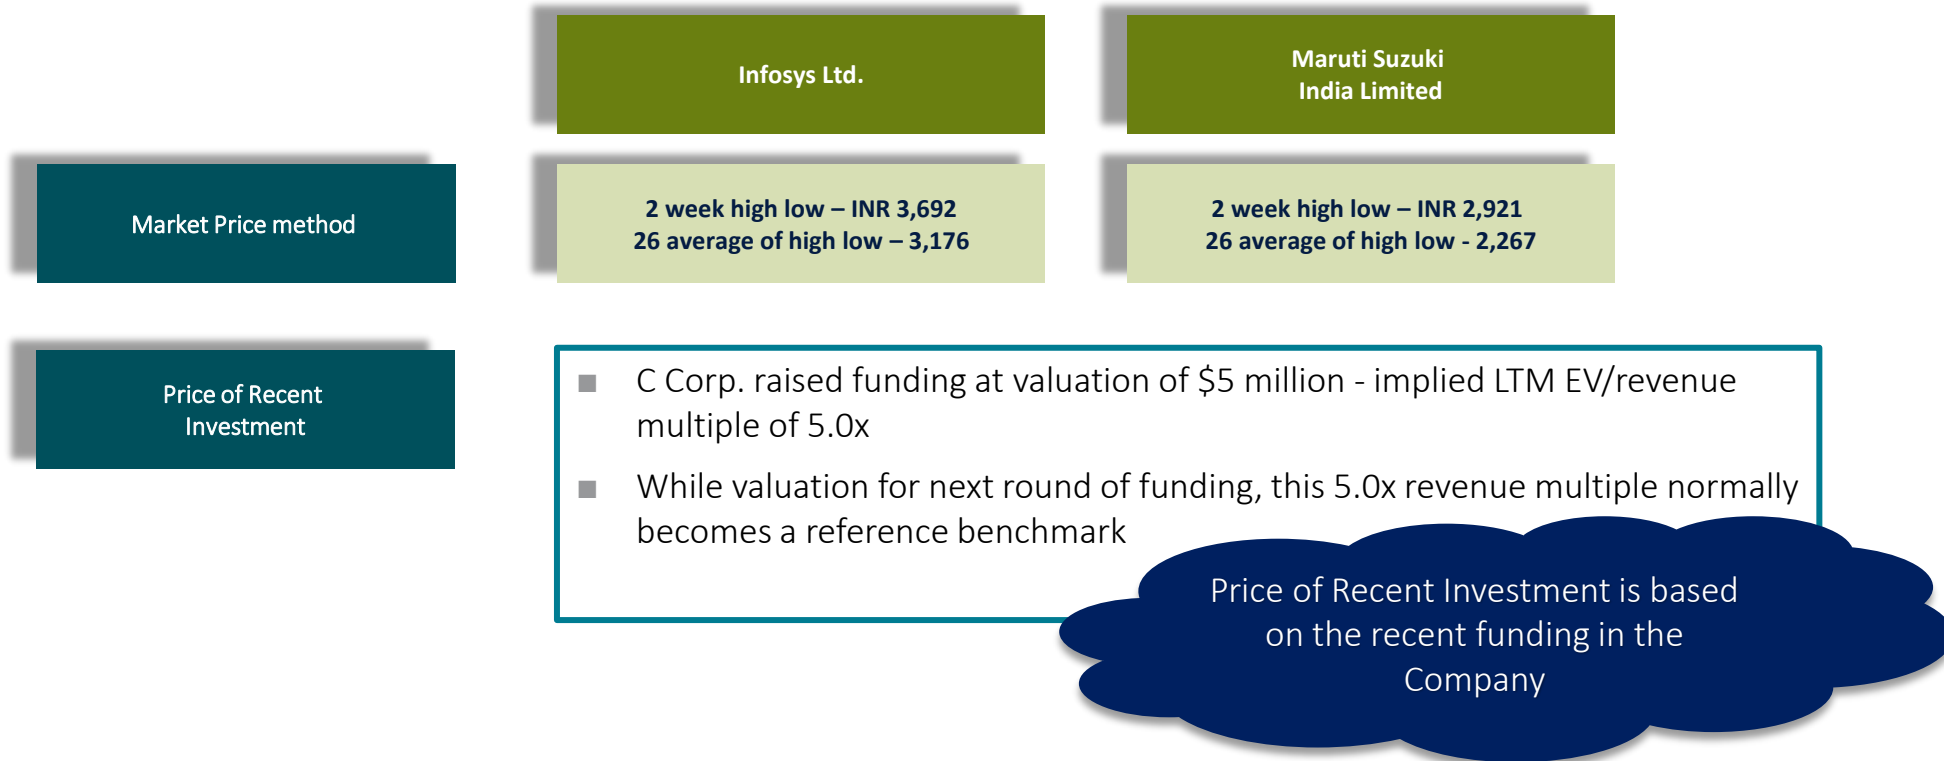 Infosys Ltd.
Maruti Suzuki
India Limited
Market Price method
2 week high low – INR 3,692
26 average of high low – 3,176
2 week high low – INR 2,921
26 average of high low - 2,267
Price of Recent
Investment
■ C Corp. raised funding at valuation of $5 million - implied LTM EV/revenue
multiple of 5.0x
■ While valuation for next round of funding, this 5.0x revenue multiple normally
becomes a reference benchmark
Price of Recent Investment is based
on the recent funding in the
Company